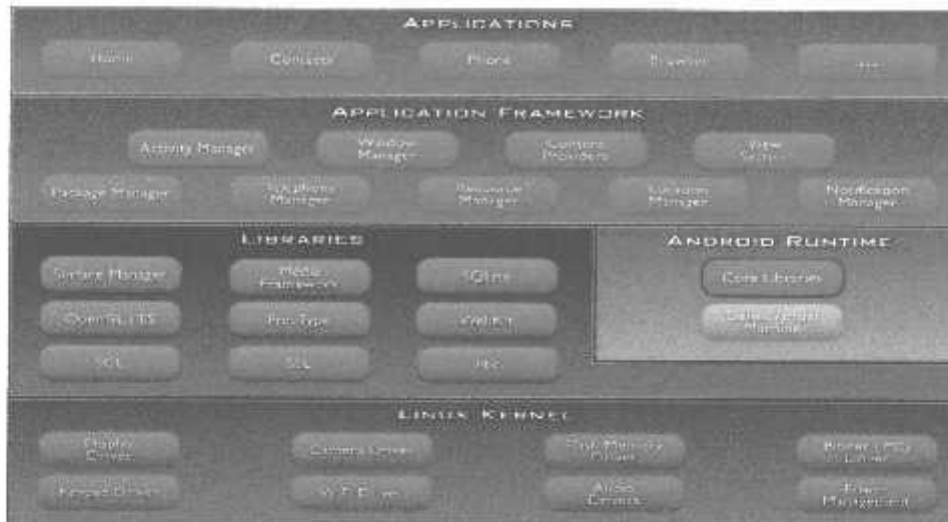 APPLICATIONS
Home Contacts Phone Browser ...
APPLICATION FRAMEWORK
Activity Manager Window Manager Content Providers View System
Package Manager Telephony Manager Resource Manager Location Manager Notification Manager
LIBRARIES
Surface Manager Media Framework SQLite
OpenGL|ES FreeType WebKit
SGL SSL
ANDROID RUNTIME
Core Libraries
Machine
LINUX KERNEL
Display Driver Camera Driver Flash Memory Driver Binder (IPC) Driver
Keypad Driver WiFi Driver Audio Drivers Power Management